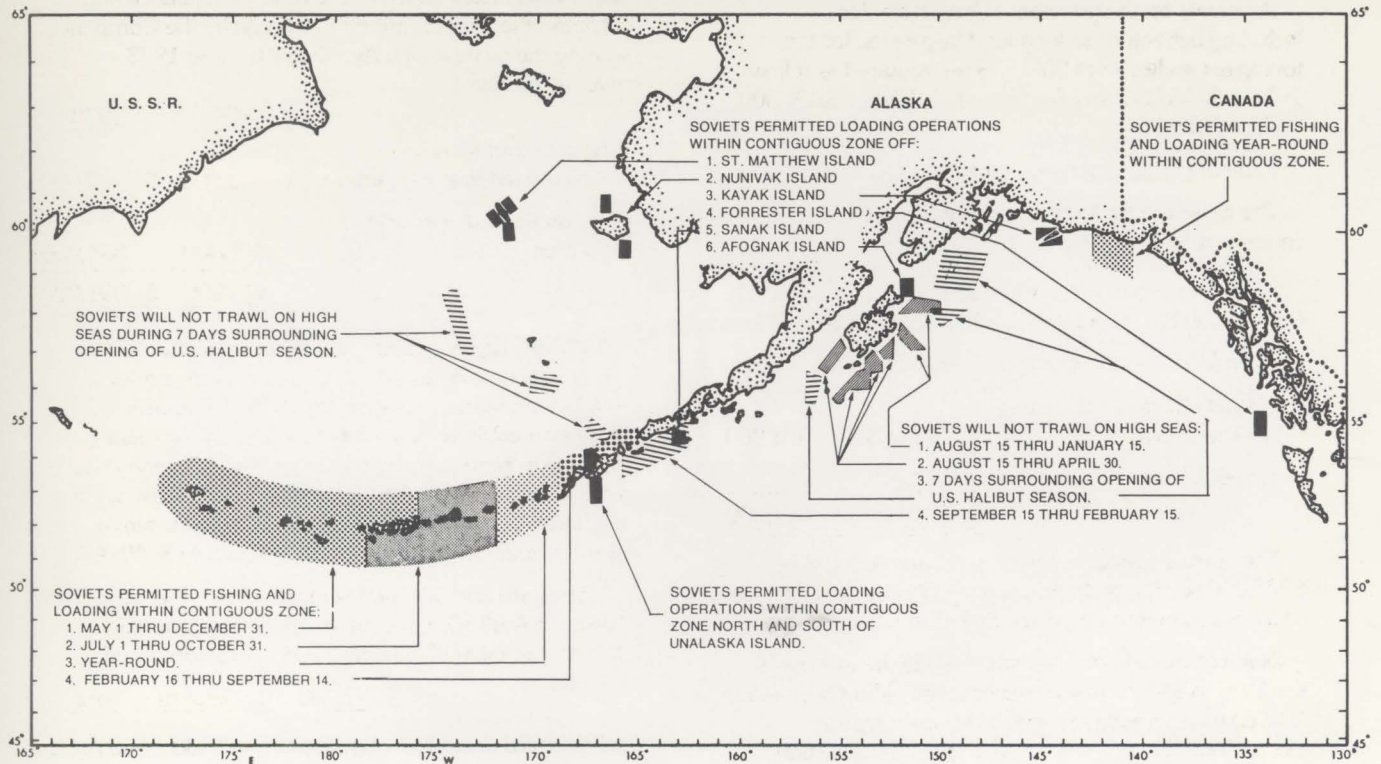 65°
65°
U. S. S. R.
ALASKA
CANADA
SOVIETS PERMITTED LOADING OPERATIONS
WITHIN CONTIGUOUS ZONE OFF:
1. ST. MATTHEW ISLAND
2. NUNIVAK ISLAND
3. KAYAK ISLAND
4. FORRESTER ISLAND
5. SANAK ISLAND
6. AFOGNAK ISLAND
SOVIETS PERMITTED FISHING
AND LOADING YEAR-ROUND
WITHIN CONTIGUOUS ZONE.
60°
60°
SOVIETS WILL NOT TRAWL ON HIGH
SEAS DURING 7 DAYS SURROUNDING
OPENING OF U.S. HALIBUT SEASON.
55°
55°
SOVIETS WILL NOT TRAWL ON HIGH SEAS:
1. AUGUST 15 THRU JANUARY 15.
2. AUGUST 15 THRU APRIL 30.
3. 7 DAYS SURROUNDING OPENING OF
U.S. HALIBUT SEASON.
4. SEPTEMBER 15 THRU FEBRUARY 15.
50°
50°
SOVIETS PERMITTED FISHING AND
LOADING WITHIN CONTIGUOUS ZONE:
1. MAY 1 THRU DECEMBER 31.
2. JULY 1 THRU OCTOBER 31.
3. YEAR-ROUND.
4. FEBRUARY 16 THRU SEPTEMBER 14.
SOVIETS PERMITTED LOADING
OPERATIONS WITHIN CONTIGUOUS
ZONE NORTH AND SOUTH OF
UNALASKA ISLAND.
45°
45°
165° 170° 175° E 180° 175° W 170° 165° 160° 155° 150° 145° 140° 135° 130°